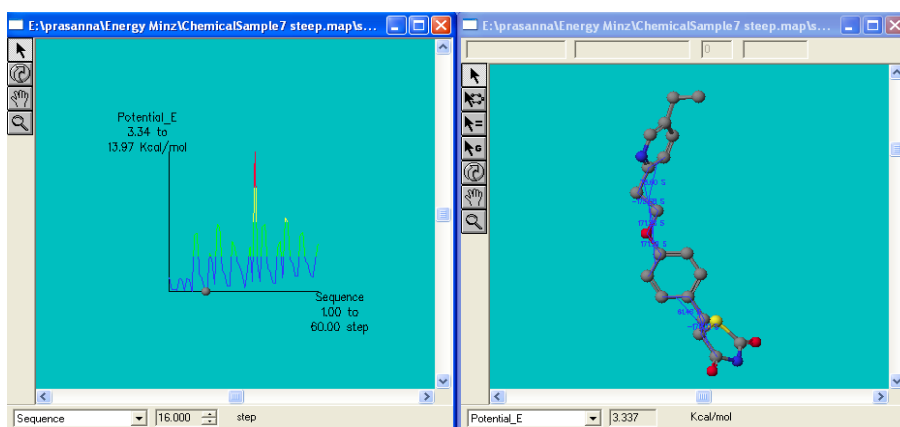 E:\prasanna\Energy Minz\ChemicalSample7 steep.map\s...
Potential_E
3.34 to
13.97 Kcal/mol
Sequence
1.00 to
60.00 step
Sequence
16.000
step
E:\prasanna\Energy Minz\ChemicalSample7 steep.map\s...
0
G
Potential_E
3.337
Kcal/mol